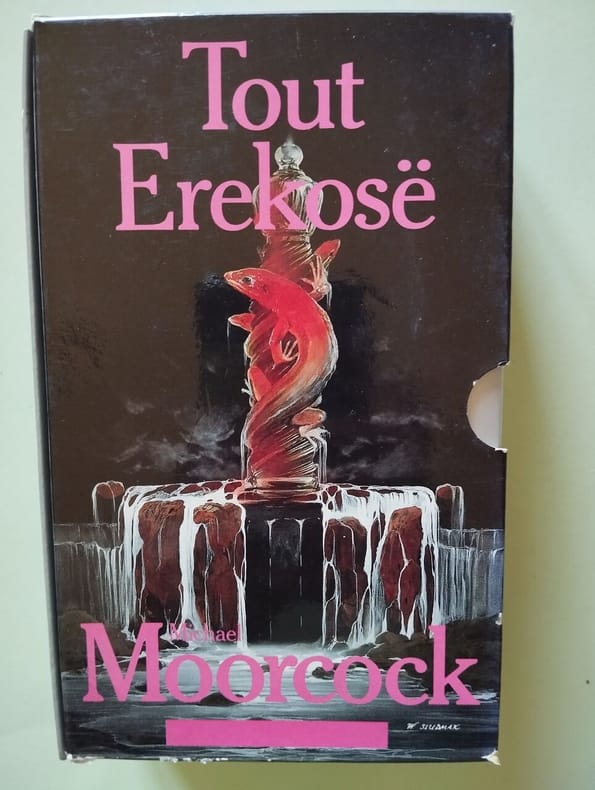 Tout
Erekosë
Michael
Moorcock
W SIUDMAK